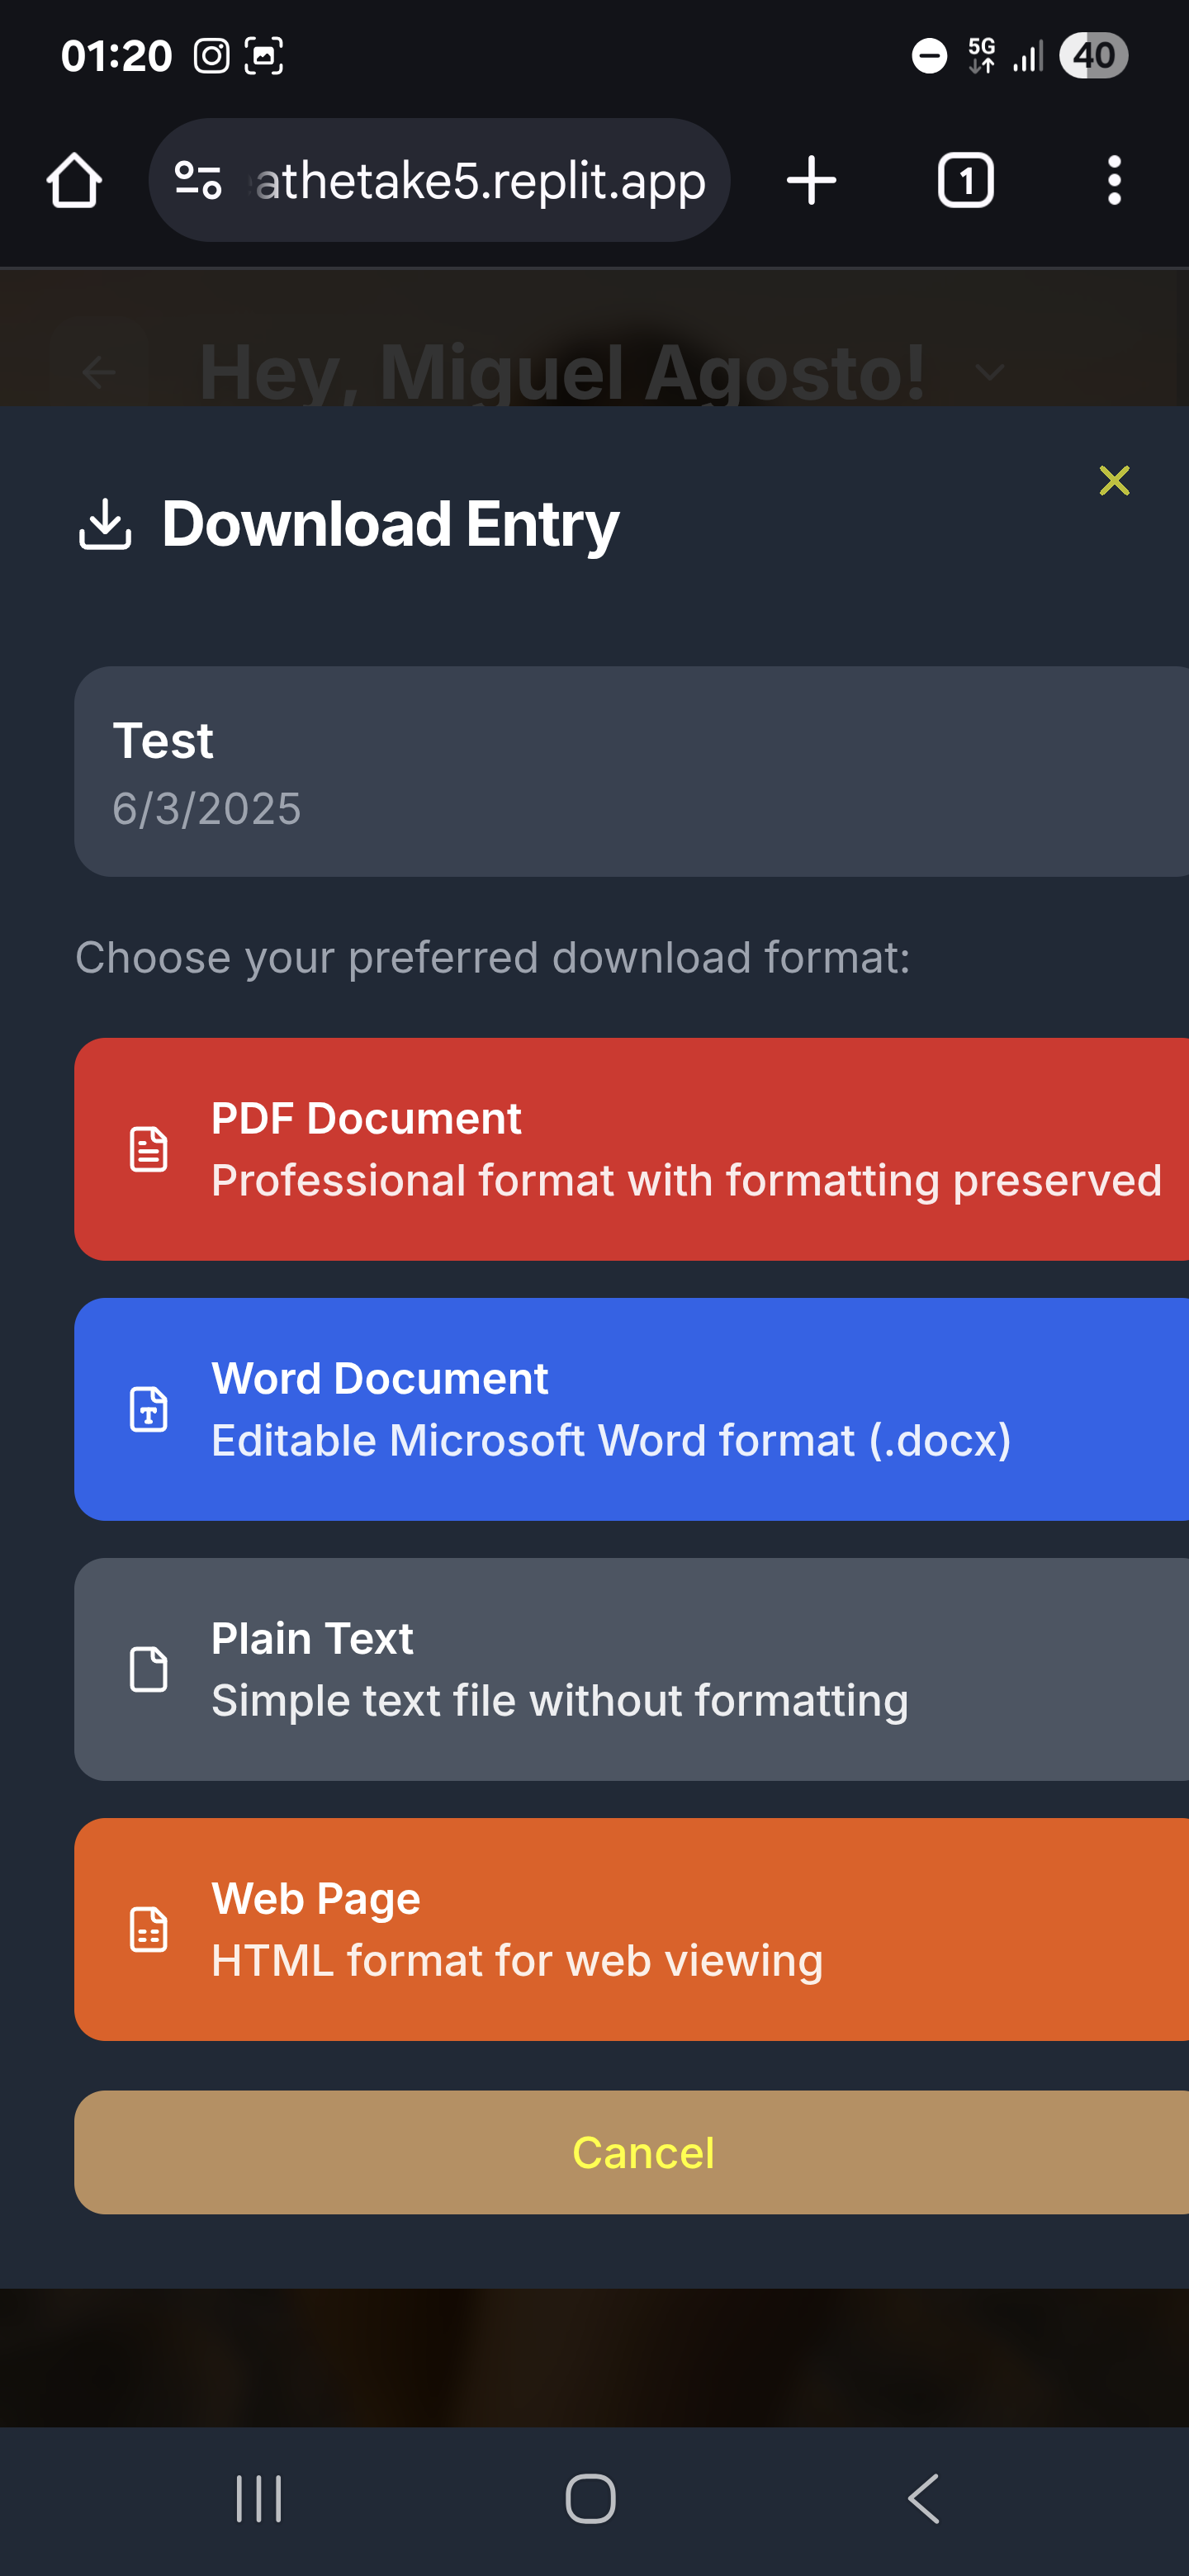 01:20
5G
40
athetake5.replit.app
1
Hey, Miguel Agosto!
Download Entry
Test
6/3/2025
Choose your preferred download format:
PDF Document
Professional format with formatting preserved
Word Document
Editable Microsoft Word format (.docx)
Plain Text
Simple text file without formatting
Web Page
HTML format for web viewing
Cancel